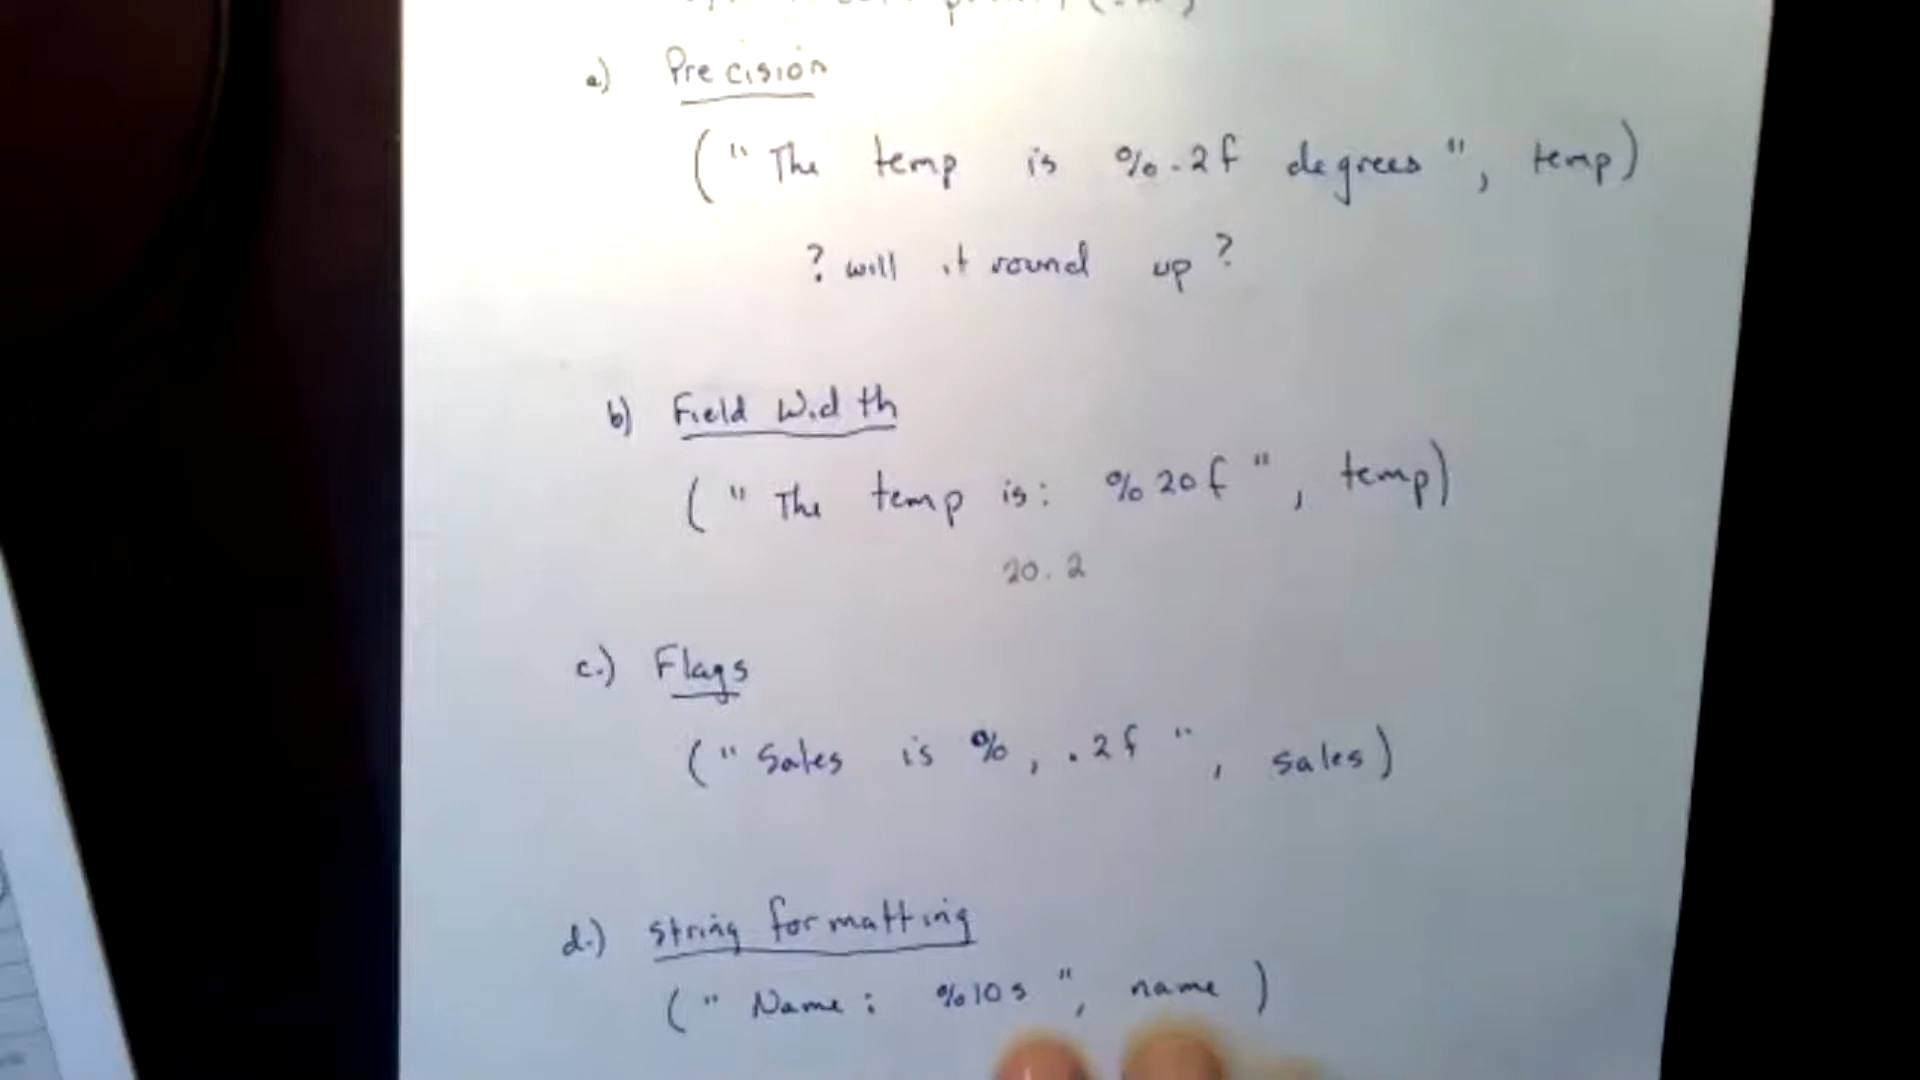 a) Precision
("The temp is %.2f degrees", temp)
? will it round up ?
b) Field Width
("The temp is: %20f", temp)
20.2
c.) Flags
("Sales is %,.2f", sales)
d.) String formatting
("Name: %10s", name)